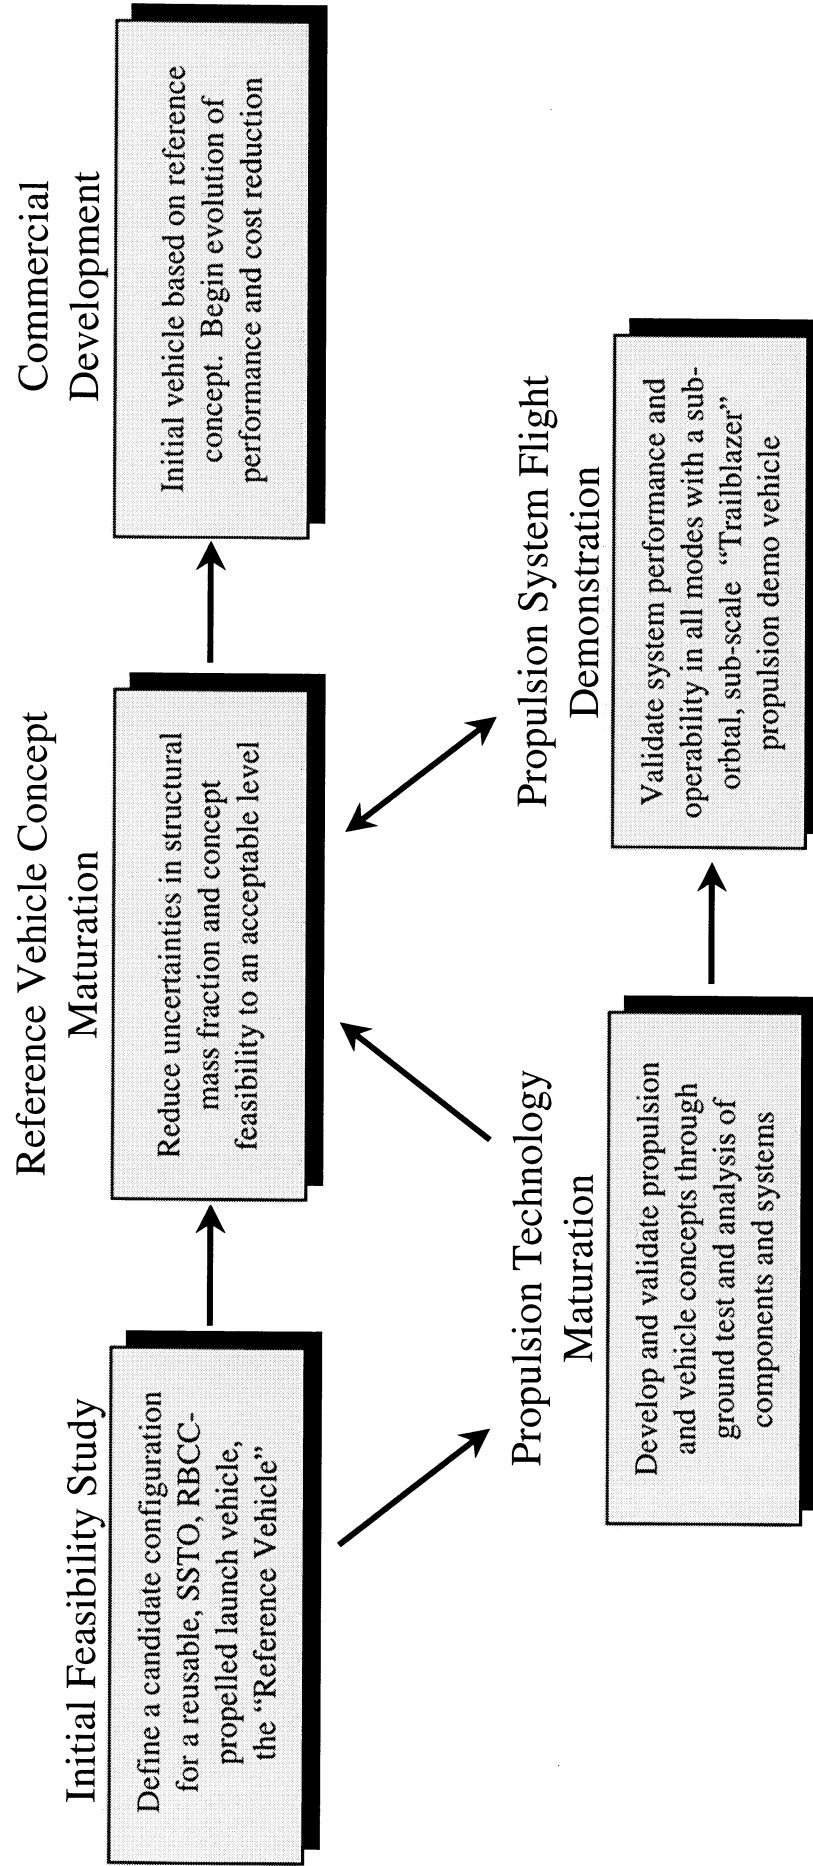 Initial Feasibility Study
Define a candidate configuration
for a reusable, SSTO, RBCC-
propelled launch vehicle,
the “Reference Vehicle”
Reference Vehicle Concept
Maturation
Reduce uncertainties in structural
mass fraction and concept
feasibility to an acceptable level
Commercial
Development
Initial vehicle based on reference
concept.  Begin evolution of
performance and cost reduction
Propulsion Technology
Maturation
Develop and validate propulsion
and vehicle concepts through
ground test and analysis of
components and systems
Propulsion System Flight
Demonstration
Validate system performance and
operability in all modes with a sub-
orbtal, sub-scale “Trailblazer”
propulsion demo vehicle